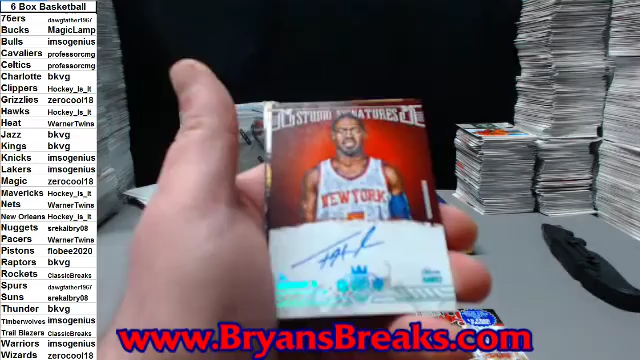 6 Box Basketball
76ers dawgfather1967
Bucks MagicLamp
Bulls imsogenius
Cavaliers professorcmg
Celtics professorcmg
Charlotte bkvg
Clippers Hockey_Is_It
Grizzlies zerocool18
Hawks Hockey_Is_It
Heat WarnerTwins
Jazz bkvg
Kings bkvg
Knicks imsogenius
Lakers imsogenius
Magic zerocool18
Mavericks Hockey_Is_It
Nets WarnerTwins
New Orleans Hockey_Is_It
Nuggets srekalbry08
Pacers WarnerTwins
Pistons flobee2020
Raptors bkvg
Rockets ClassicBreaks
Spurs dawgfather1967
Suns srekalbry08
Thunder bkvg
Timberwolves imsogenius
Trail Blazers ClassicBreaks
Warriors imsogenius
Wizards zerocool18
STUDIO SIGNATURES
NEW YORK
www.BryansBreaks.com